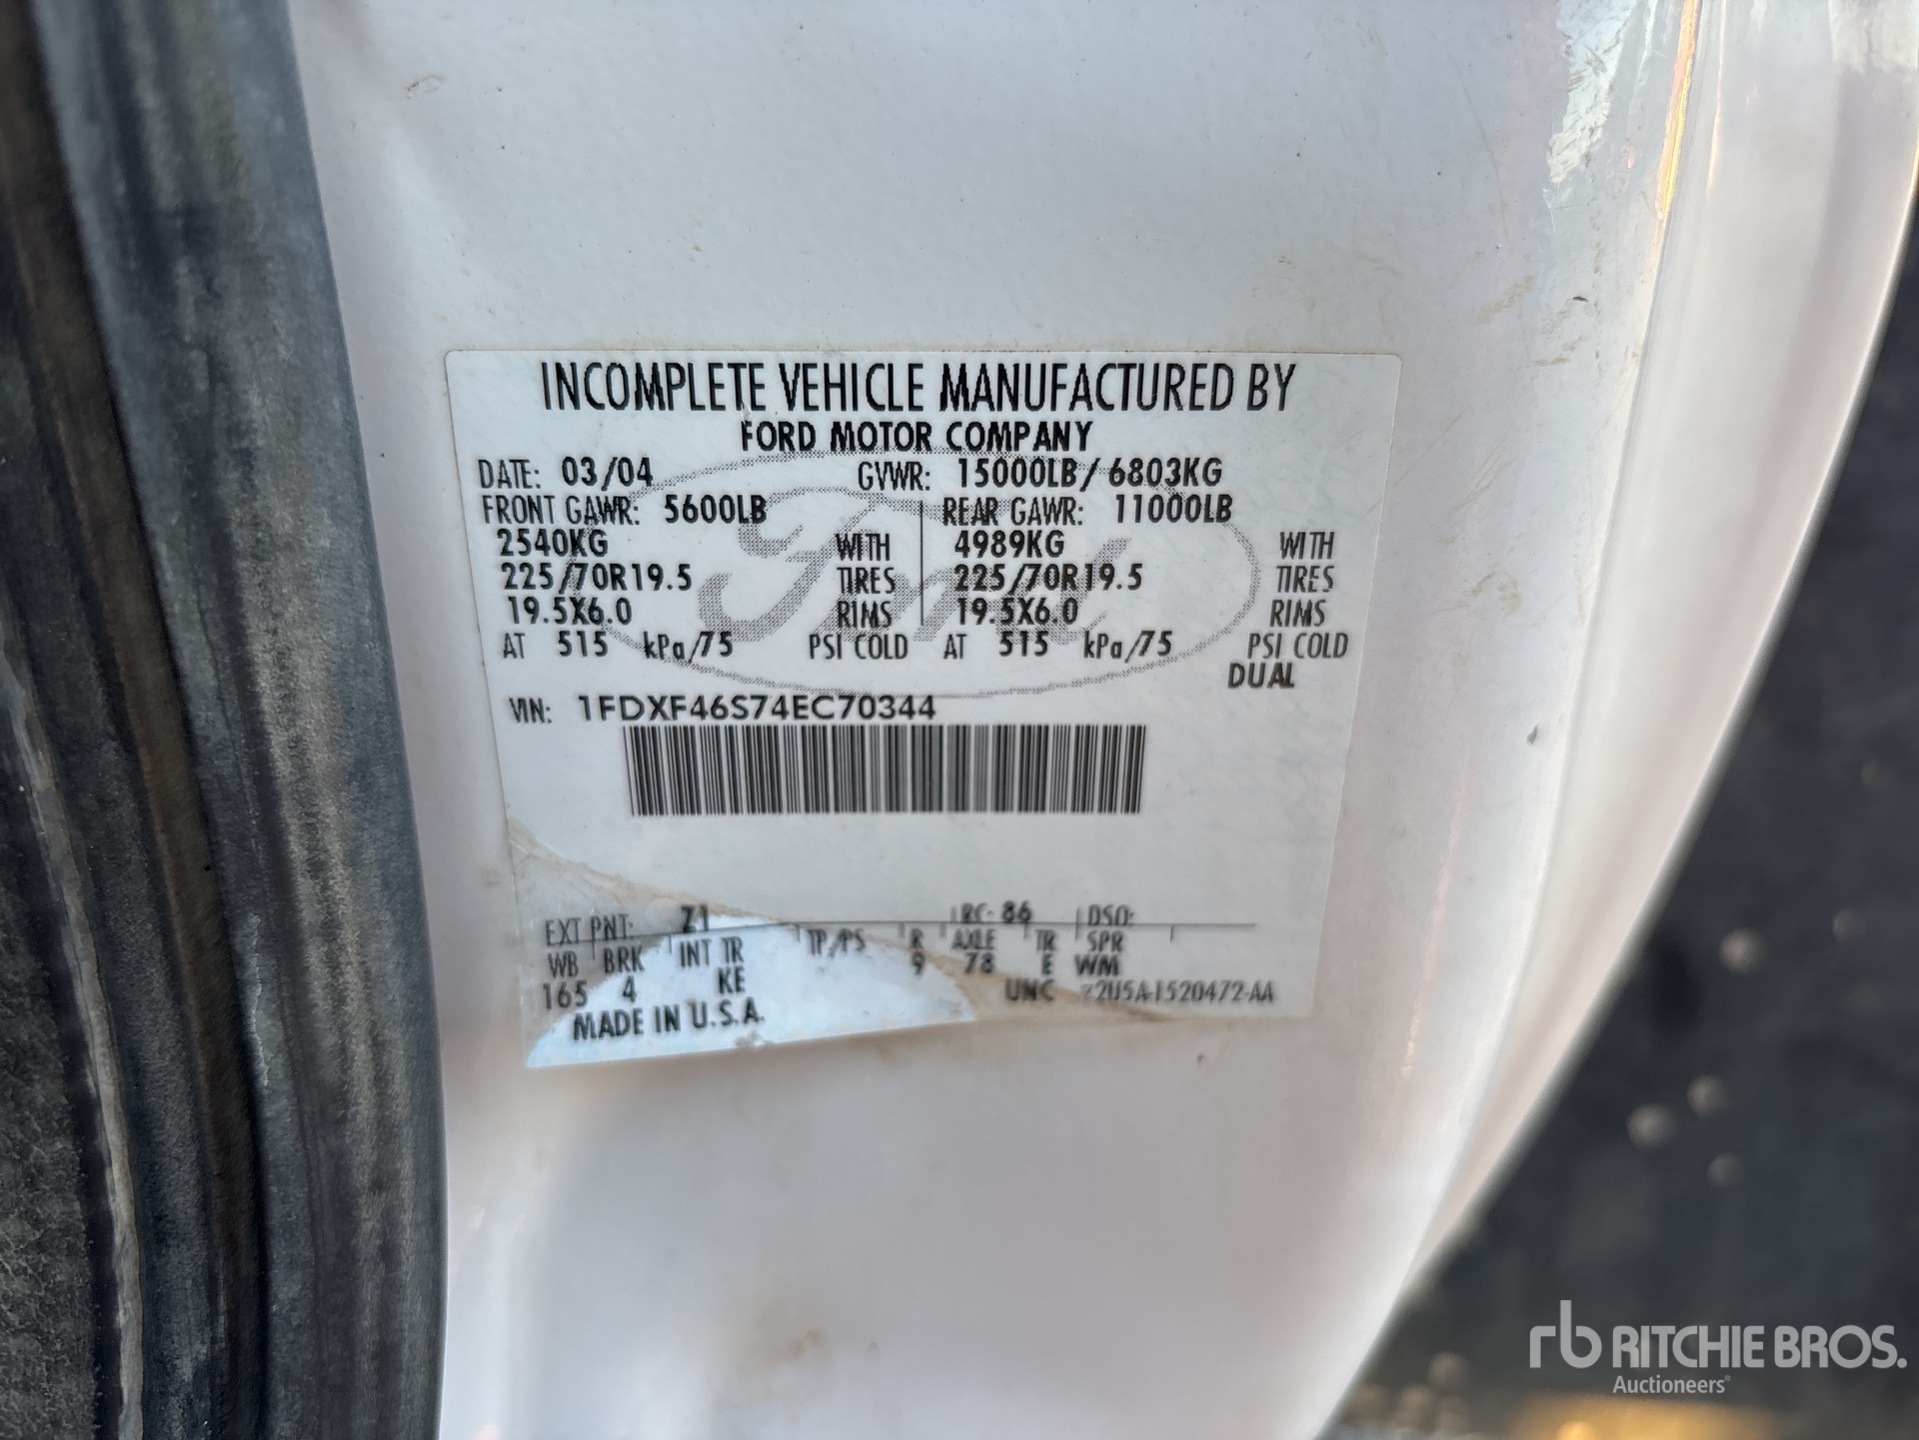 INCOMPLETE VEHICLE MANUFACTURED BY
FORD MOTOR COMPANY
DATE: 03/04 GVWR: 15000LB/ 6803KG
FRONT GAWR: 5600LB REAR GAWR: 11000LB
2540KG WITH 4989KG WITH
225/70R19.5 TIRES 225/70R19.5 TIRES
19.5X6.0 RIMS 19.5X6.0 RIMS
AT 515 kPa/75 PSI COLD AT 515 kPa/75 PSI COLD
DUAL
Ford
VIN: 1FDXF46S74EC70344
EXT PNT: Z1 RC: 86 DSO:
WB BRK INT TR TP/PS R AXLE TR SPR
165 4 KE 9 78 E WM
MADE IN U.S.A. 2U5A-1520472-AA
rb RITCHIE BROS.
Auctioneers